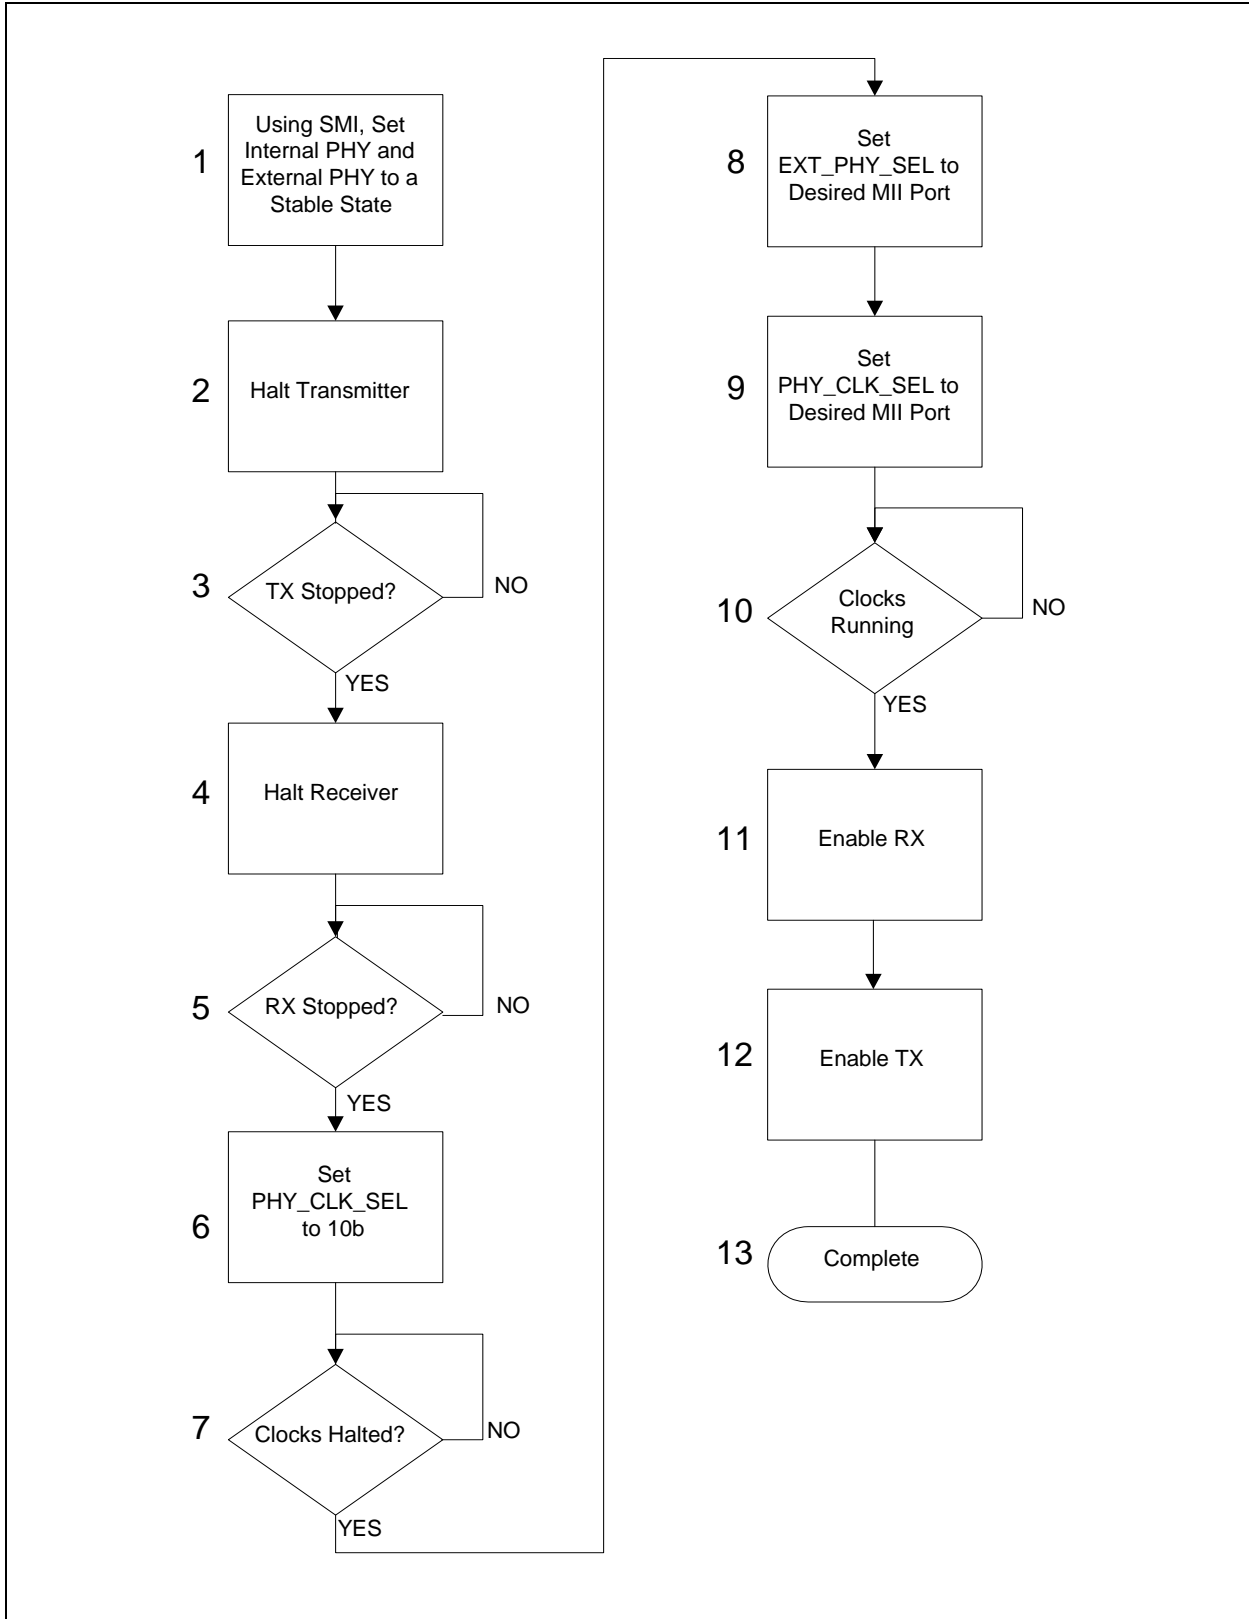 1
Using SMI, Set
Internal PHY and
External PHY to a
Stable State
2
Halt Transmitter
3
TX Stopped?
NO
YES
4
Halt Receiver
5
RX Stopped?
NO
YES
6
Set
PHY_CLK_SEL
to 10b
7
Clocks Halted?
NO
YES
8
Set
EXT_PHY_SEL to
Desired MII Port
9
Set
PHY_CLK_SEL to
Desired MII Port
10
Clocks
Running
NO
YES
11
Enable RX
12
Enable TX
13
Complete